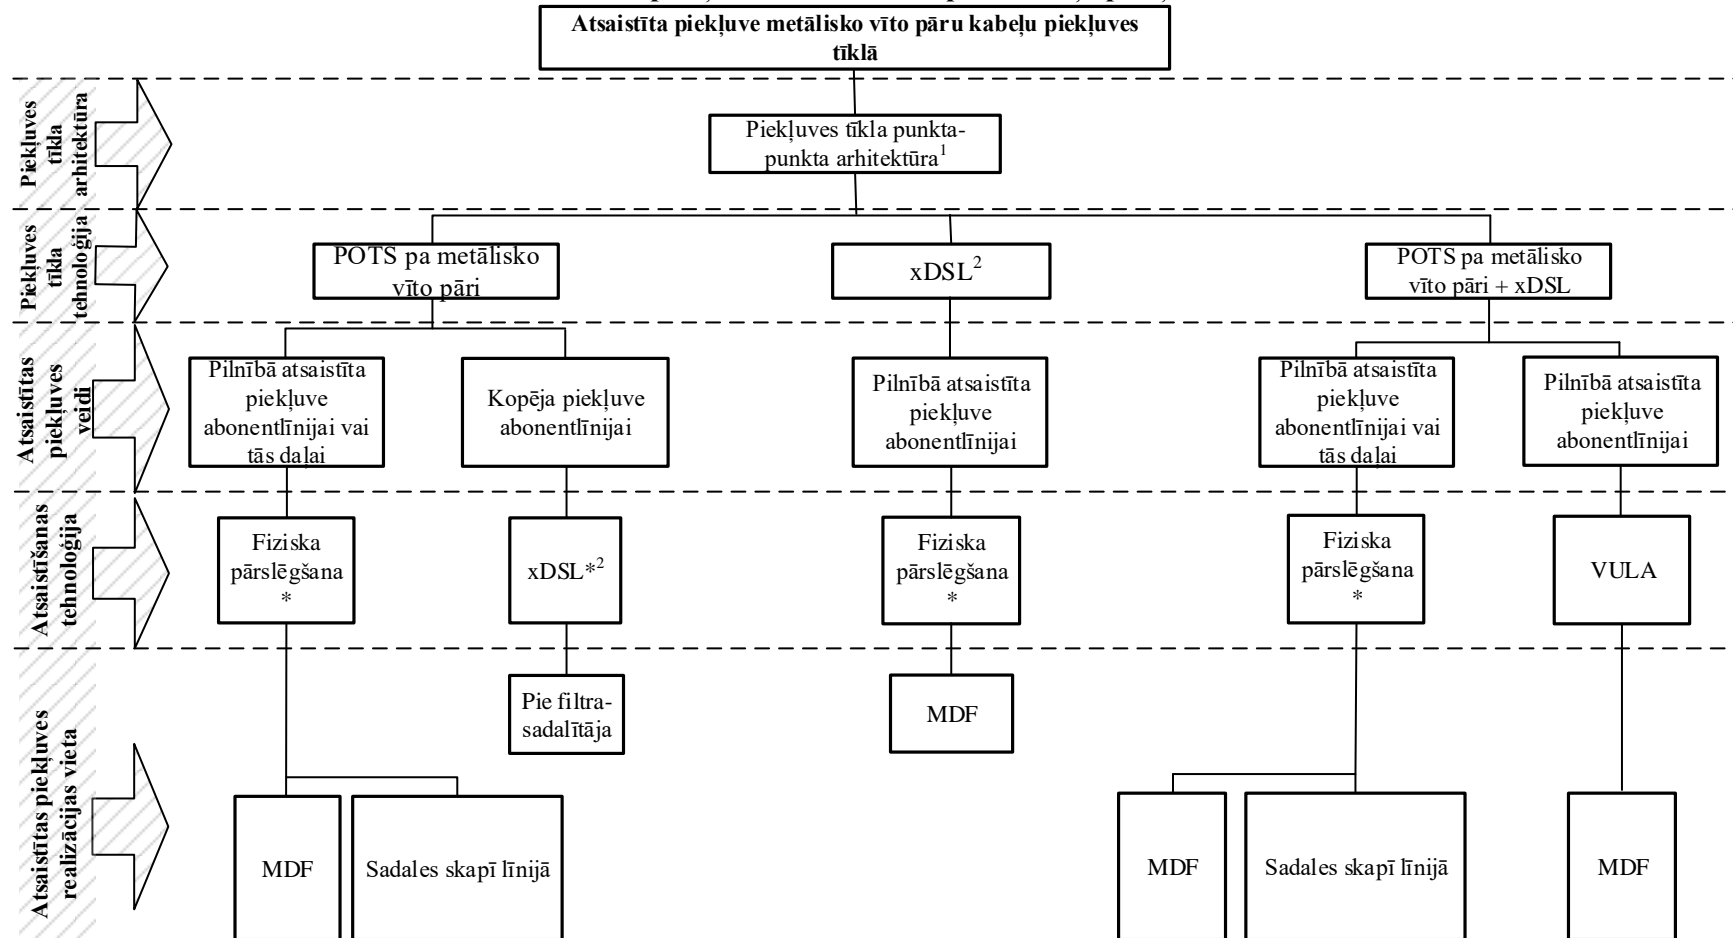 Atsaistīta piekļuve metālisko vīto pāru kabeļu piekļuves
tīklā
Piekļuves
tīkla
arhitektūra
Piekļuves tīkla punkta-
punkta arhitektūra1
Piekļuves
tīkla
tehnoloģija
POTS pa metālisko
vīto pāri
xDSL2
POTS pa metālisko
vīto pāri + xDSL
Atsaistītas
piekļuves
veidi
Pilnībā atsaistīta
piekļuve
abonentlīnijai vai
tās daļai
Kopēja piekļuve
abonentlīnijai
Pilnībā atsaistīta
piekļuve
abonentlīnijai
Pilnībā atsaistīta
piekļuve
abonentlīnijai vai
tās daļai
Pilnībā atsaistīta
piekļuve
abonentlīnijai
Atsaistīšanas
tehnoloģija
Fiziska
pārslēgšana
*
xDSL*2
Fiziska
pārslēgšana
*
Fiziska
pārslēgšana
*
VULA
Atsaistītas piekļuves
realizācijas vieta
Pie filtra-
sadalītāja
MDF
MDF
Sadales skapī līnijā
MDF
Sadales skapī līnijā
MDF